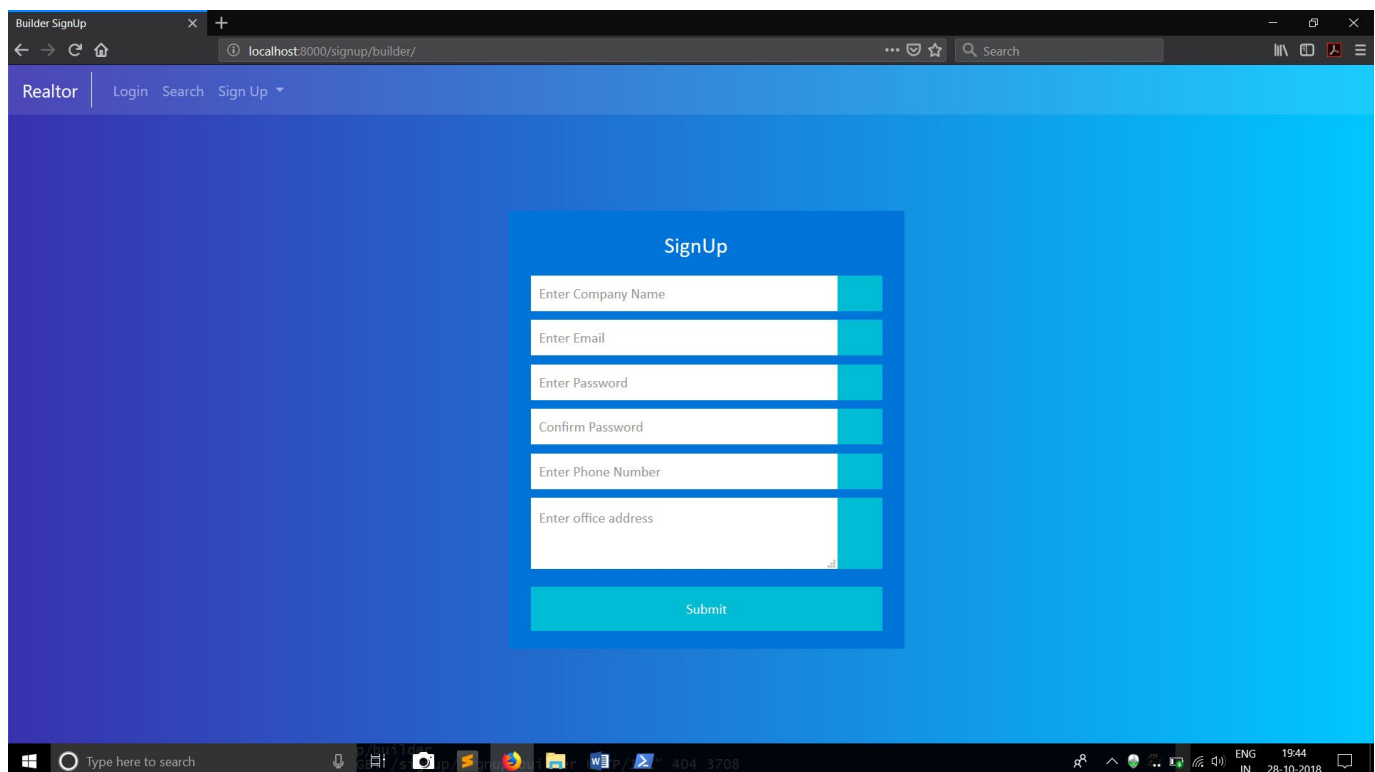 Builder SignUp
localhost:8000/signup/builder/
Search
Realtor
Login Search Sign Up
SignUp
Enter Company Name
Enter Email
Enter Password
Confirm Password
Enter Phone Number
Enter office address
Submit
Type here to search
404 3708
ENG
IN
19:44
28-10-2018